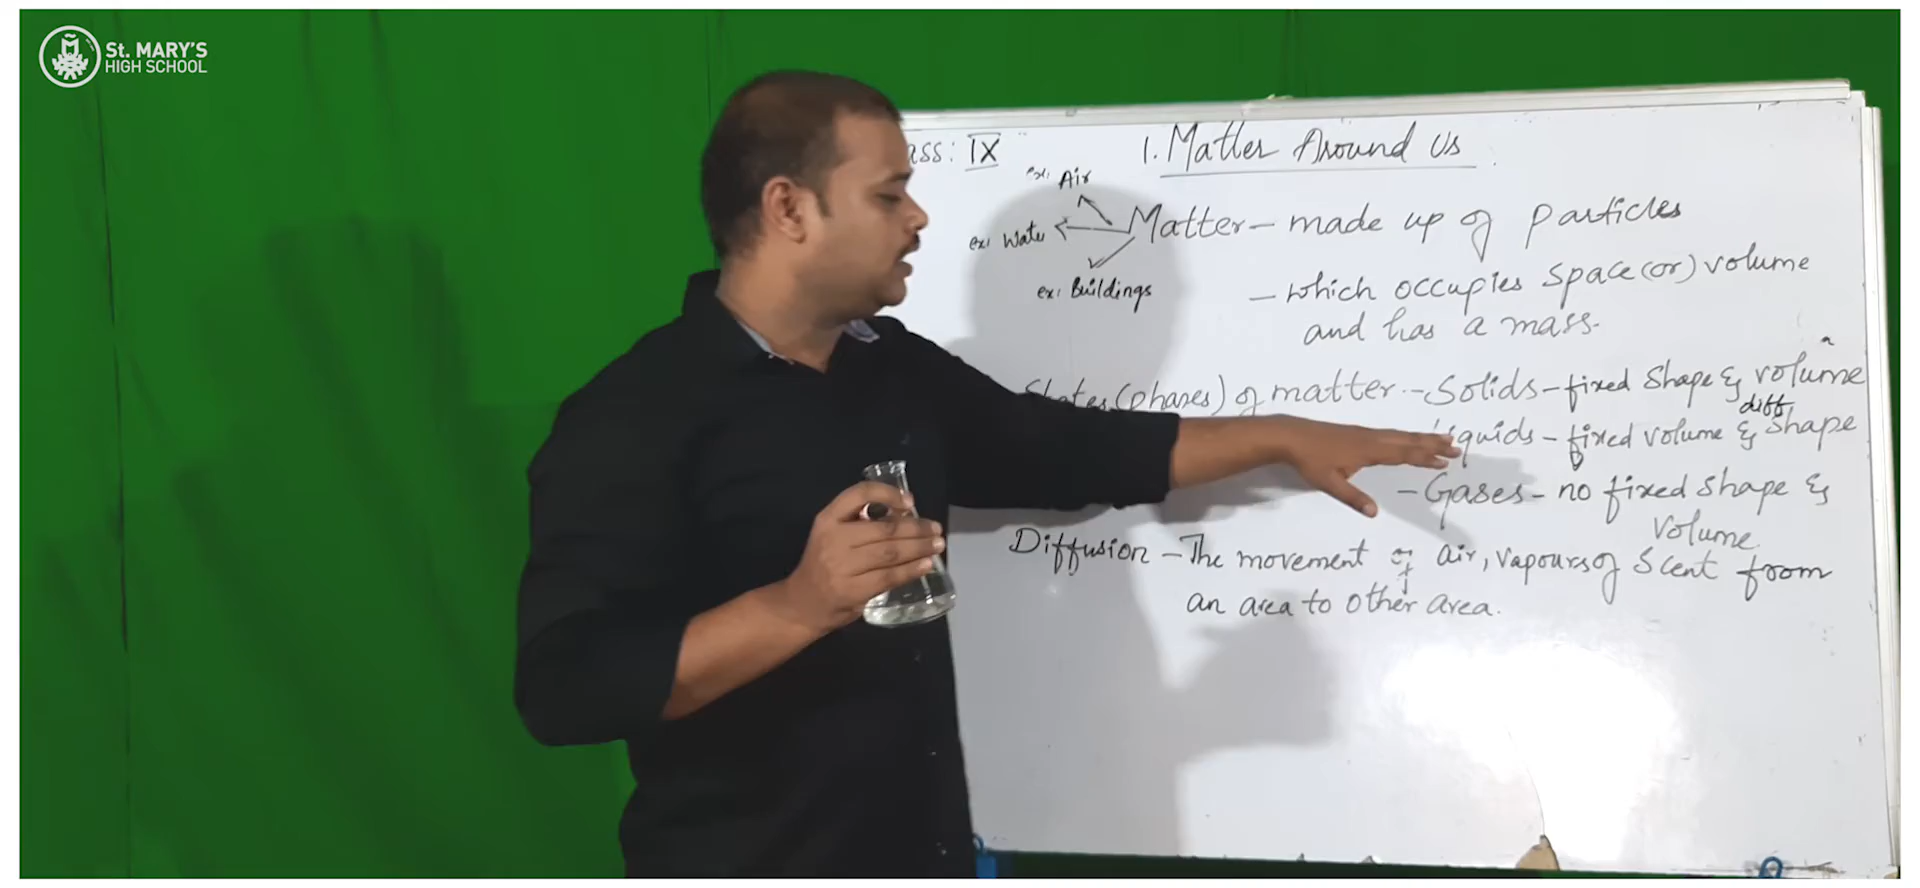 St. MARY'S
HIGH SCHOOL
ass: IX
1. Matter Around Us
ex: Air
ex: Water
ex: Buildings
Matter – made up of particles
– which occupies space (or) volume
and has a mass.
States (phases) of matter – Solids – fixed shape & volume
diff
liquids – fixed volume & shape
– Gases – no fixed shape &
volume
Diffusion – The movement of air, vapours of scent from
an area to other area.